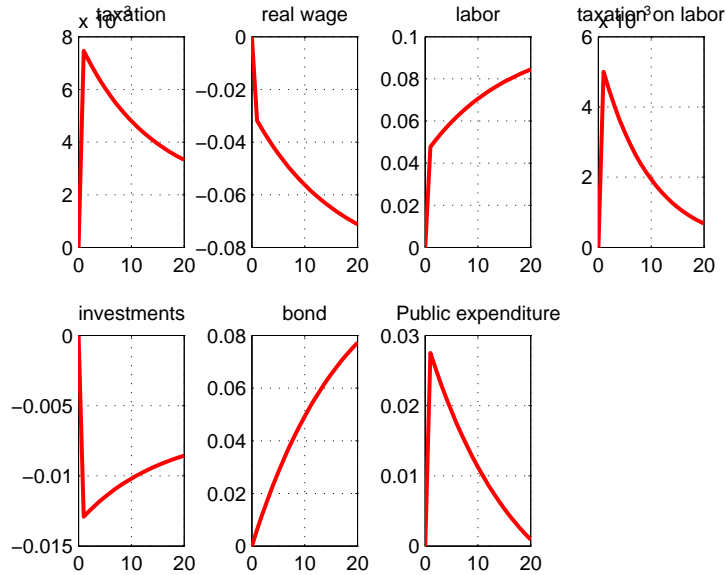 taxation real wage labor taxation on labor
x 10 3 x 10 3
8 0 0.1 6
6 −0.02 0.08 4
4 −0.04 0.06 2
2 −0.06 0.04 0
0 −0.08 0.02
0
0 10 20 0 10 20 0 10 20 0 10 20
investments bond Public expenditure
0 0.08 0.03
−0.005 0.06 0.02
−0.01 0.04 0.01
−0.015 0.02 0
0
0 10 20 0 10 20 0 10 20